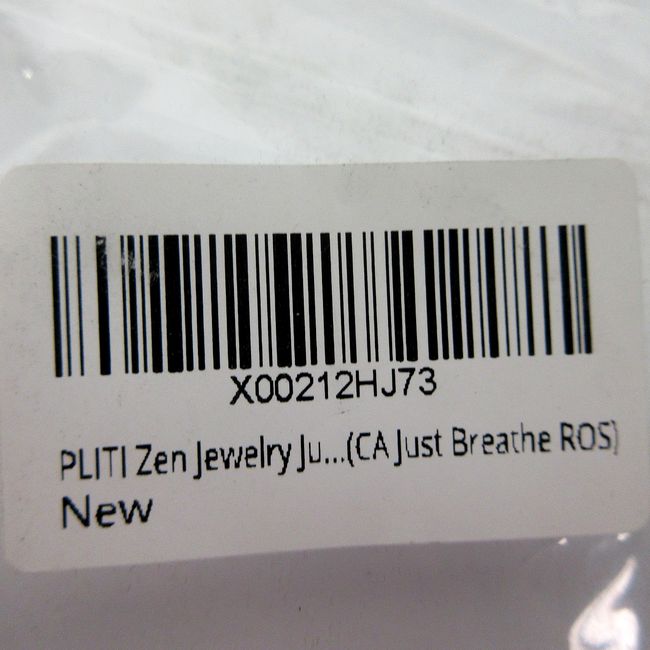 X00212HJ73
PLITI Zen Jewelry Ju...(CA Just Breathe ROS)
New